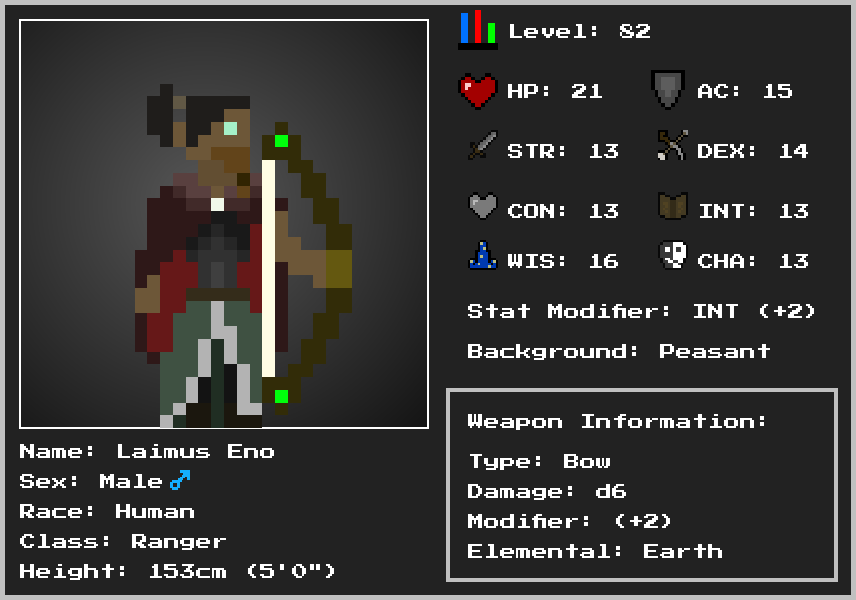 Level: 82
HP: 21
AC: 15
STR: 13
DEX: 14
CON: 13
INT: 13
WIS: 16
CHA: 13
Stat Modifier: INT (+2)
Background: Peasant
Weapon Information:
Type: Bow
Damage: d6
Modifier: (+2)
Elemental: Earth
Name: Laimus Eno
Sex: Male♂
Race: Human
Class: Ranger
Height: 153cm (5'0")